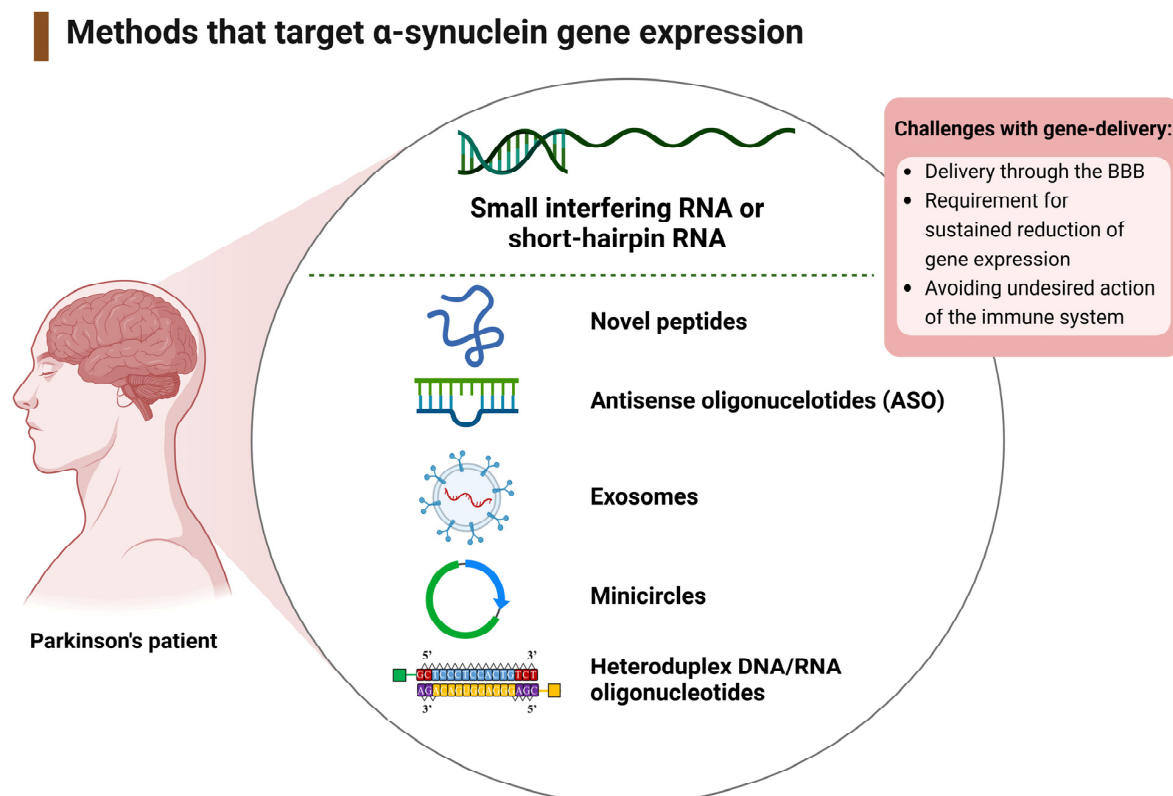 Methods that target α-synuclein gene expression
Small interfering RNA or
short-hairpin RNA
Challenges with gene-delivery:
• Delivery through the BBB
• Requirement for
sustained reduction of
gene expression
• Avoiding undesired action
of the immune system
Novel peptides
Antisense oligonucelotides (ASO)
Exosomes
Minicircles
Parkinson's patient
5’ 3’
GCTCCCTCCACTGTCT
3’ 5’
Heteroduplex DNA/RNA
oligonucleotides